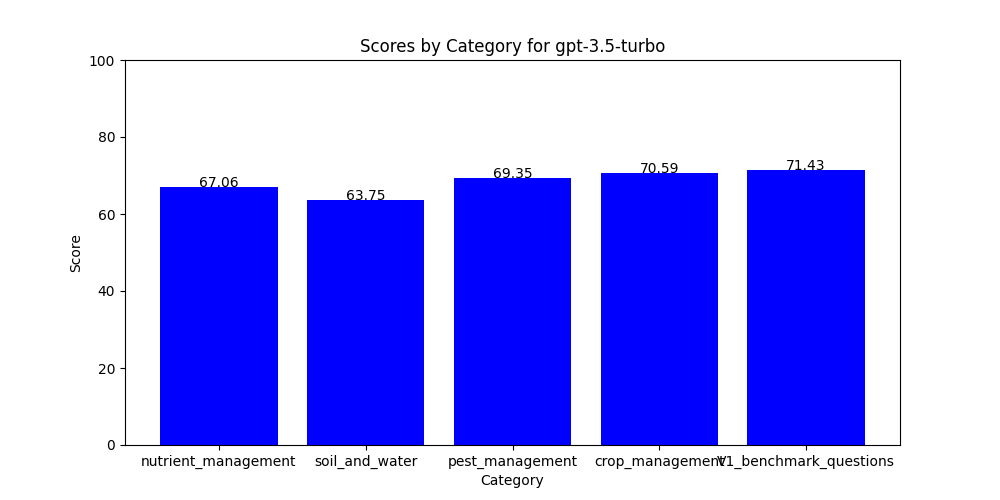 Scores by Category for gpt-3.5-turbo
100
80
60
40
20
0
Score
67.06
63.75
69.35
70.59
71.43
nutrient_management
soil_and_water
pest_management
crop_management
V1_benchmark_questions
Category